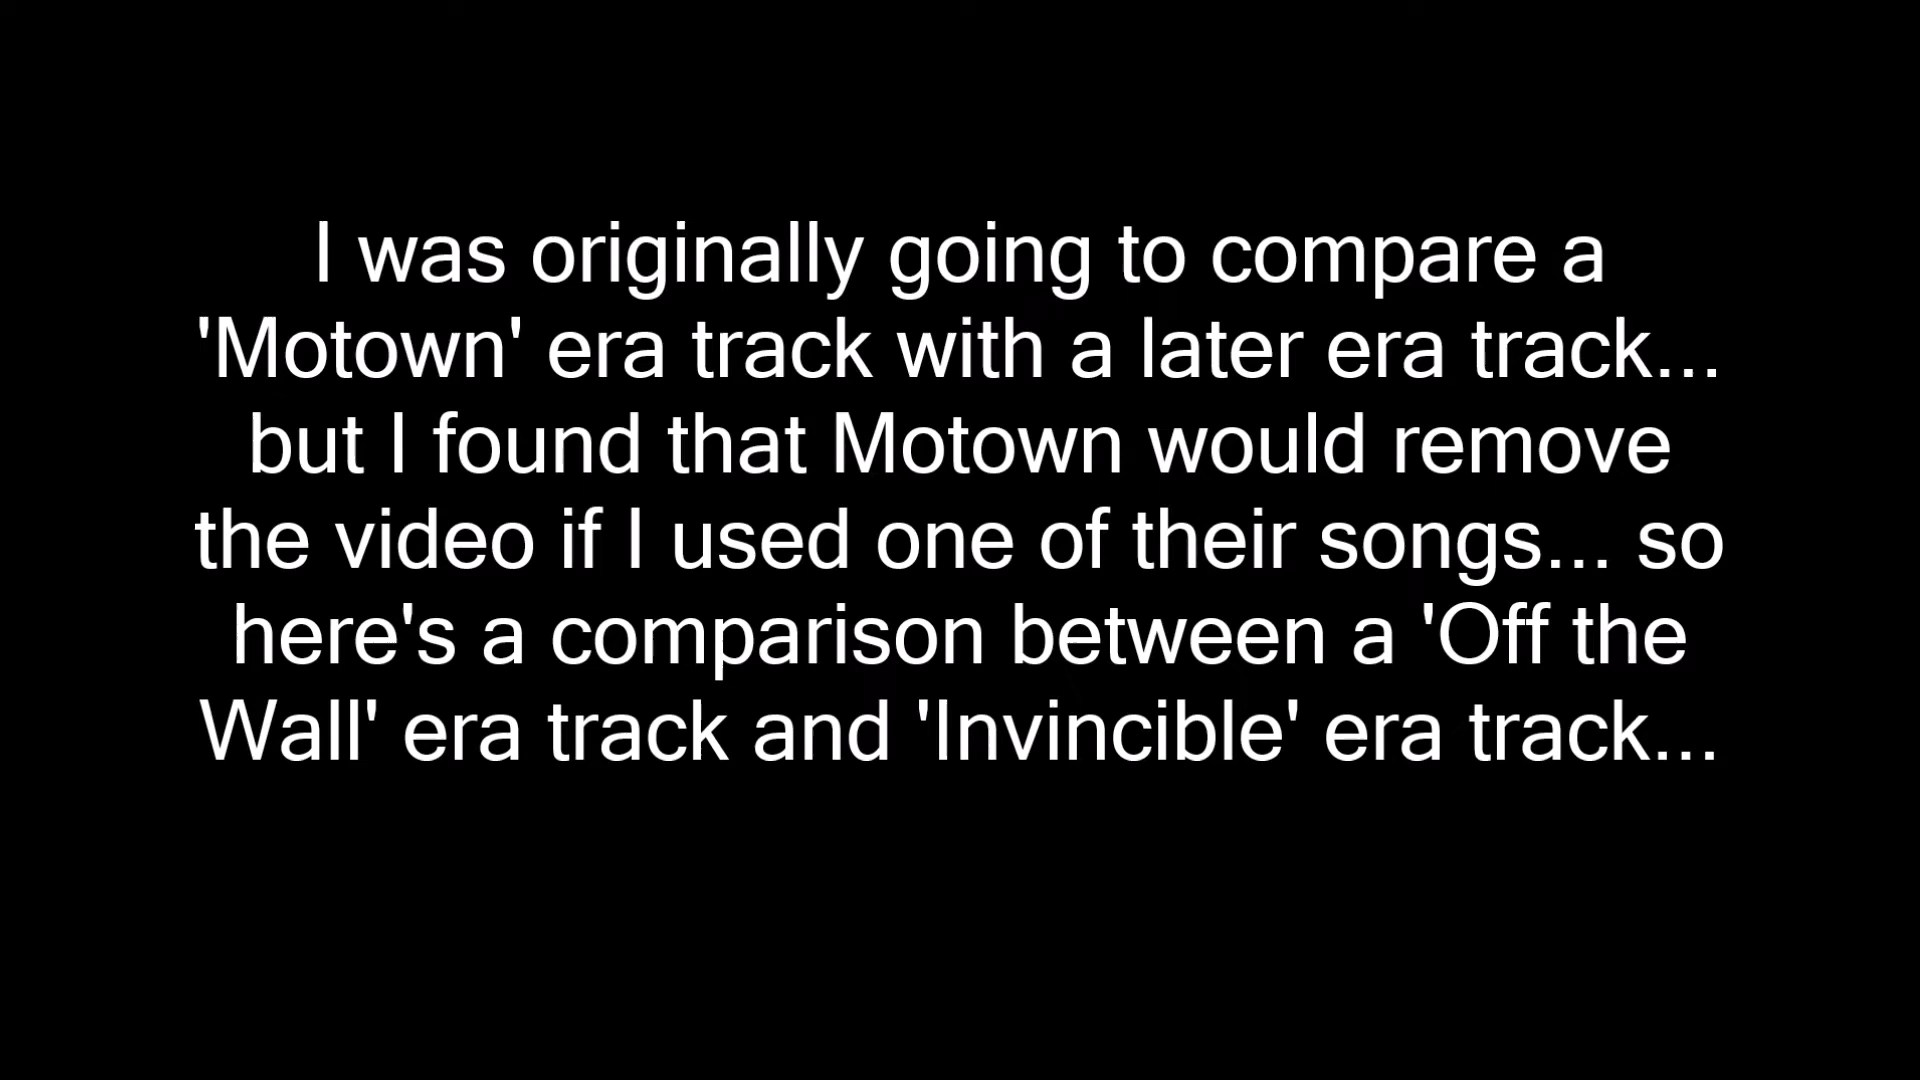 I was originally going to compare a
'Motown' era track with a later era track...
but I found that Motown would remove
the video if I used one of their songs... so
here's a comparison between a 'Off the
Wall' era track and 'Invincible' era track...